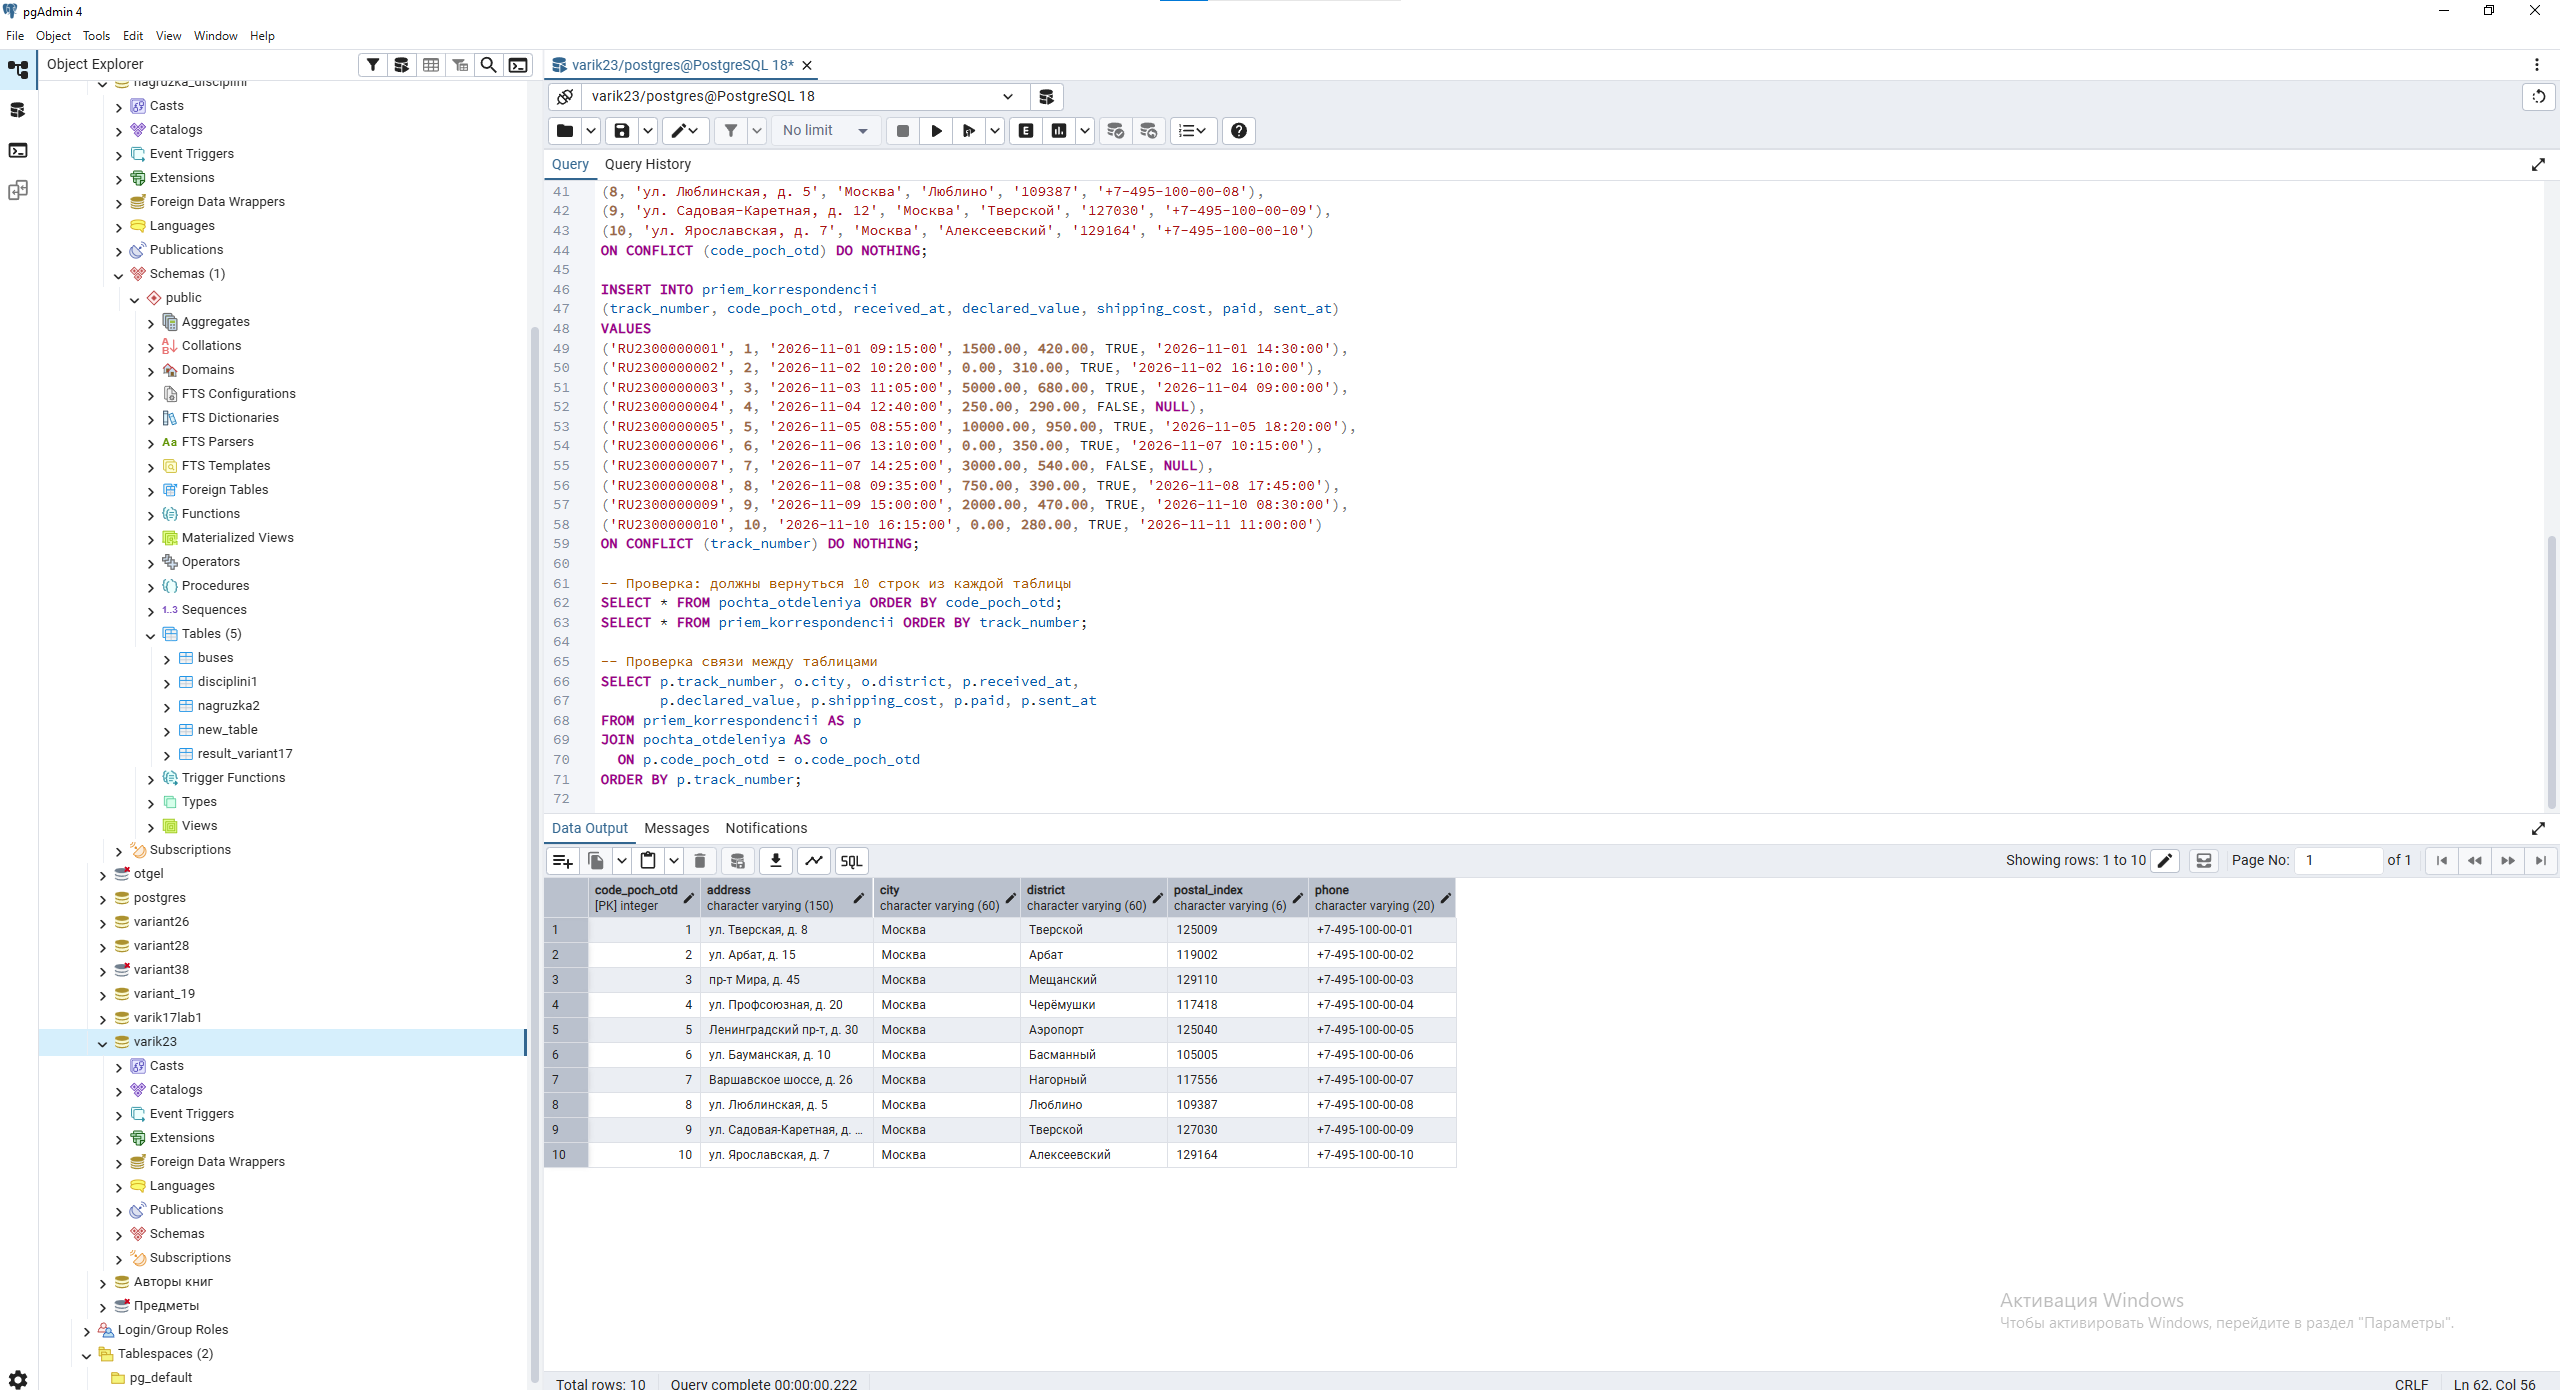 pgAdmin 4
File Object Tools Edit View Window Help
Object Explorer
nagruzka_disciplini
Casts
Catalogs
Event Triggers
Extensions
Foreign Data Wrappers
Languages
Publications
Schemas (1)
public
Aggregates
Collations
Domains
FTS Configurations
FTS Dictionaries
Aa FTS Parsers
FTS Templates
Foreign Tables
Functions
Materialized Views
Operators
Procedures
1..3 Sequences
Tables (5)
buses
disciplini1
nagruzka2
new_table
result_variant17
Trigger Functions
Types
Views
Subscriptions
otgel
postgres
variant26
variant28
variant38
variant_19
varik17lab1
varik23
Casts
Catalogs
Event Triggers
Extensions
Foreign Data Wrappers
Languages
Publications
Schemas
Subscriptions
Авторы книг
Предметы
Login/Group Roles
Tablespaces (2)
pg_default
varik23/postgres@PostgreSQL 18*
varik23/postgres@PostgreSQL 18
No limit
E
Query Query History
41 (8, 'ул. Люблинская, д. 5', 'Москва', 'Люблино', '109387', '+7-495-100-00-08'),
42 (9, 'ул. Садовая-Каретная, д. 12', 'Москва', 'Тверской', '127030', '+7-495-100-00-09'),
43 (10, 'ул. Ярославская, д. 7', 'Москва', 'Алексеевский', '129164', '+7-495-100-00-10')
44 ON CONFLICT (code_poch_otd) DO NOTHING;
45
46 INSERT INTO priem_korrespondencii
47 (track_number, code_poch_otd, received_at, declared_value, shipping_cost, paid, sent_at)
48 VALUES
49 ('RU2300000001', 1, '2026-11-01 09:15:00', 1500.00, 420.00, TRUE, '2026-11-01 14:30:00'),
50 ('RU2300000002', 2, '2026-11-02 10:20:00', 0.00, 310.00, TRUE, '2026-11-02 16:10:00'),
51 ('RU2300000003', 3, '2026-11-03 11:05:00', 5000.00, 680.00, TRUE, '2026-11-04 09:00:00'),
52 ('RU2300000004', 4, '2026-11-04 12:40:00', 250.00, 290.00, FALSE, NULL),
53 ('RU2300000005', 5, '2026-11-05 08:55:00', 10000.00, 950.00, TRUE, '2026-11-05 18:20:00'),
54 ('RU2300000006', 6, '2026-11-06 13:10:00', 0.00, 350.00, TRUE, '2026-11-07 10:15:00'),
55 ('RU2300000007', 7, '2026-11-07 14:25:00', 3000.00, 540.00, FALSE, NULL),
56 ('RU2300000008', 8, '2026-11-08 09:35:00', 750.00, 390.00, TRUE, '2026-11-08 17:45:00'),
57 ('RU2300000009', 9, '2026-11-09 15:00:00', 2000.00, 470.00, TRUE, '2026-11-10 08:30:00'),
58 ('RU2300000010', 10, '2026-11-10 16:15:00', 0.00, 280.00, TRUE, '2026-11-11 11:00:00')
59 ON CONFLICT (track_number) DO NOTHING;
60
61 -- Проверка: должны вернуться 10 строк из каждой таблицы
62 SELECT * FROM pochta_otdeleniya ORDER BY code_poch_otd;
63 SELECT * FROM priem_korrespondencii ORDER BY track_number;
64
65 -- Проверка связи между таблицами
66 SELECT p.track_number, o.city, o.district, p.received_at,
67 p.declared_value, p.shipping_cost, p.paid, p.sent_at
68 FROM priem_korrespondencii AS p
69 JOIN pochta_otdeleniya AS o
70 ON p.code_poch_otd = o.code_poch_otd
71 ORDER BY p.track_number;
72
Data Output Messages Notifications
SQL Showing rows: 1 to 10 Page No: 1 of 1
code_poch_otd address city district postal_index phone
[PK] integer character varying (150) character varying (60) character varying (60) character varying (6) character varying (20)
1 1 ул. Тверская, д. 8 Москва Тверской 125009 +7-495-100-00-01
2 2 ул. Арбат, д. 15 Москва Арбат 119002 +7-495-100-00-02
3 3 пр-т Мира, д. 45 Москва Мещанский 129110 +7-495-100-00-03
4 4 ул. Профсоюзная, д. 20 Москва Черёмушки 117418 +7-495-100-00-04
5 5 Ленинградский пр-т, д. 30 Москва Аэропорт 125040 +7-495-100-00-05
6 6 ул. Бауманская, д. 10 Москва Басманный 105005 +7-495-100-00-06
7 7 Варшавское шоссе, д. 26 Москва Нагорный 117556 +7-495-100-00-07
8 8 ул. Люблинская, д. 5 Москва Люблино 109387 +7-495-100-00-08
9 9 ул. Садовая-Каретная, д. ... Москва Тверской 127030 +7-495-100-00-09
10 10 ул. Ярославская, д. 7 Москва Алексеевский 129164 +7-495-100-00-10
Активация Windows
Чтобы активировать Windows, перейдите в раздел "Параметры".
Total rows: 10 Query complete 00:00:00.222 CRLF Ln 62, Col 56